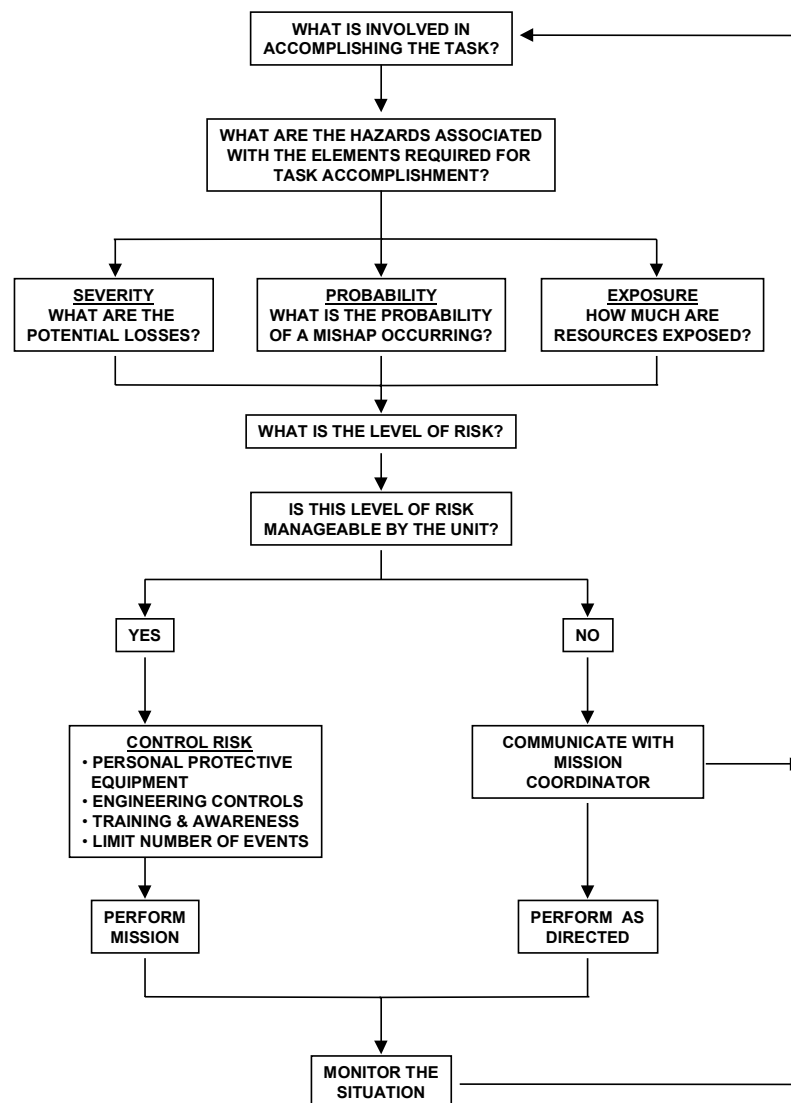 WHAT IS INVOLVED IN
ACCOMPLISHING THE TASK?
WHAT ARE THE HAZARDS ASSOCIATED
WITH THE ELEMENTS REQUIRED FOR
TASK ACCOMPLISHMENT?
SEVERITY
WHAT ARE THE
POTENTIAL LOSSES?
PROBABILITY
WHAT IS THE PROBABILITY
OF A MISHAP OCCURRING?
EXPOSURE
HOW MUCH ARE
RESOURCES EXPOSED?
WHAT IS THE LEVEL OF RISK?
IS THIS LEVEL OF RISK
MANAGEABLE BY THE UNIT?
YES
NO
CONTROL RISK
• PERSONAL PROTECTIVE
EQUIPMENT
• ENGINEERING CONTROLS
• TRAINING & AWARENESS
• LIMIT NUMBER OF EVENTS
COMMUNICATE WITH
MISSION
COORDINATOR
PERFORM
MISSION
PERFORM AS
DIRECTED
MONITOR THE
SITUATION